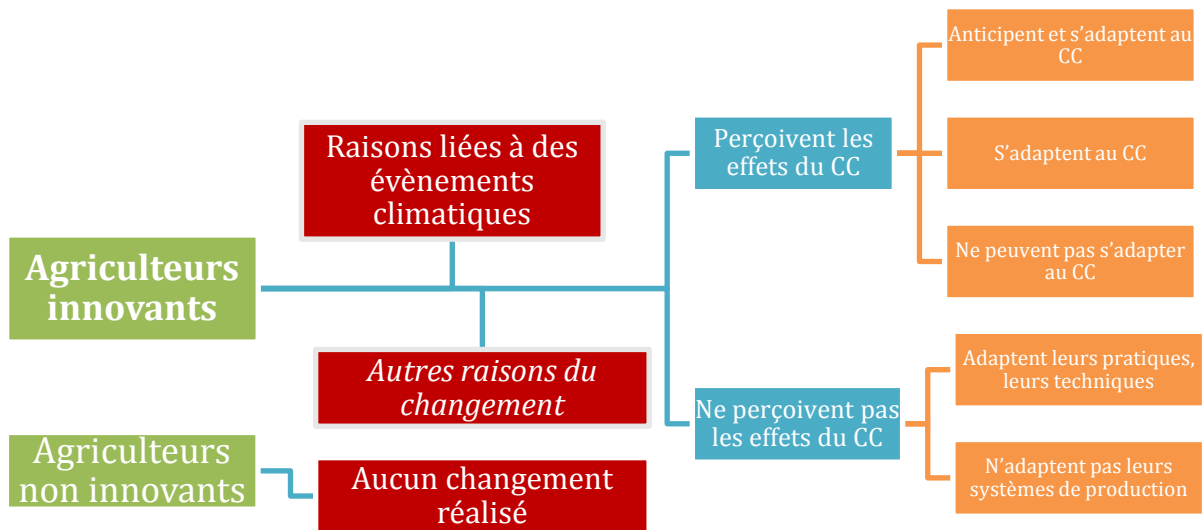 Agriculteurs
innovants
Raisons liées à des
évènements
climatiques
Autres raisons du
changement
Perçoivent les
effets du CC
Anticipent et s’adaptent au
CC
S’adaptent au CC
Ne peuvent pas s’adapter
au CC
Ne perçoivent pas
les effets du CC
Adaptent leurs pratiques,
leurs techniques
N’adaptent pas leurs
systèmes de production
Agriculteurs
non innovants
Aucun changement
réalisé